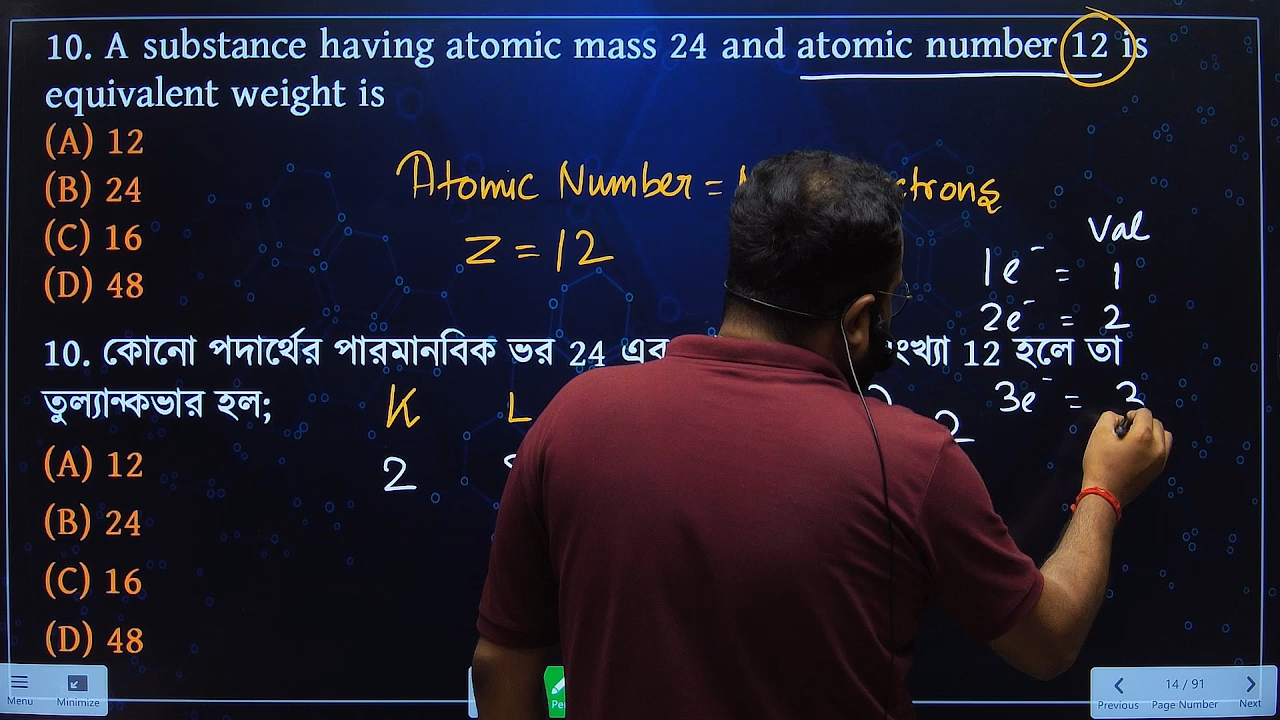 10. A substance having atomic mass 24 and atomic number 12 is
equivalent weight is
(A) 12
(B) 24
(C) 16
(D) 48
Atomic Number =
Z = 12
Val
1e⁻ = 1
2e⁻ = 2
3e⁻ = 3
10. কোনো পদার্থের পারমানবিক ভর 24 12 হলে তা
তুল্যাঙ্কভার হল;
K L
2
2
(A) 12
(B) 24
(C) 16
(D) 48
Menu
Minimize
Previous
14 / 91
Page Number
Next